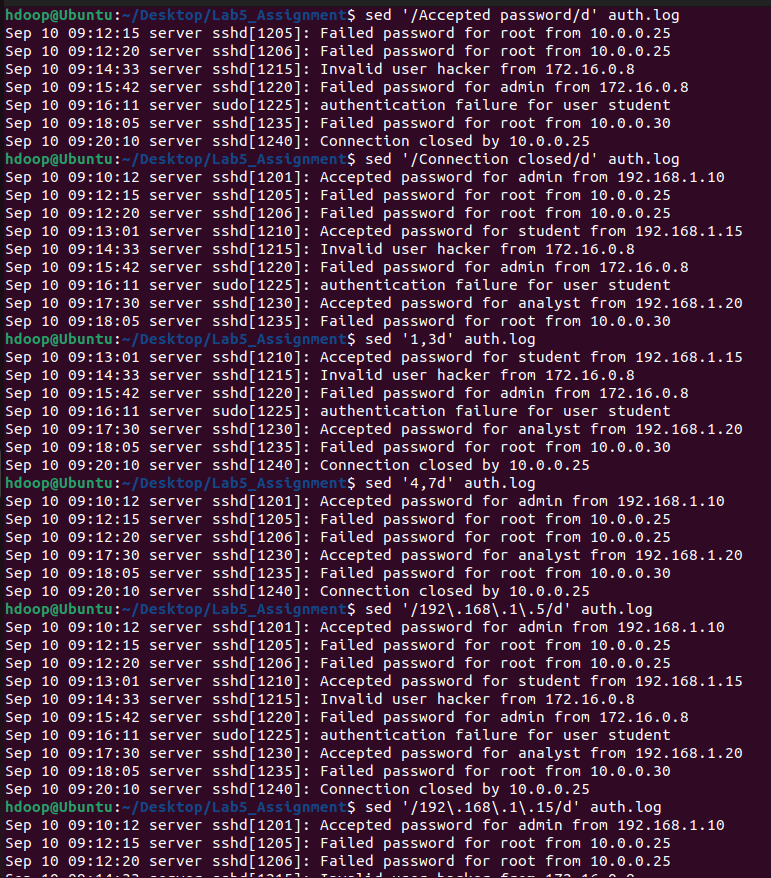 hdoop@Ubuntu:~/Desktop/Lab5_Assignment$ sed '/Accepted password/d' auth.log
Sep 10 09:12:15 server sshd[1205]: Failed password for root from 10.0.0.25
Sep 10 09:12:20 server sshd[1206]: Failed password for root from 10.0.0.25
Sep 10 09:14:33 server sshd[1215]: Invalid user hacker from 172.16.0.8
Sep 10 09:15:42 server sshd[1220]: Failed password for admin from 172.16.0.8
Sep 10 09:16:11 server sudo[1225]: authentication failure for user student
Sep 10 09:18:05 server sshd[1235]: Failed password for root from 10.0.0.30
Sep 10 09:20:10 server sshd[1240]: Connection closed by 10.0.0.25
hdoop@Ubuntu:~/Desktop/Lab5_Assignment$ sed '/Connection closed/d' auth.log
Sep 10 09:10:12 server sshd[1201]: Accepted password for admin from 192.168.1.10
Sep 10 09:12:15 server sshd[1205]: Failed password for root from 10.0.0.25
Sep 10 09:12:20 server sshd[1206]: Failed password for root from 10.0.0.25
Sep 10 09:13:01 server sshd[1210]: Accepted password for student from 192.168.1.15
Sep 10 09:14:33 server sshd[1215]: Invalid user hacker from 172.16.0.8
Sep 10 09:15:42 server sshd[1220]: Failed password for admin from 172.16.0.8
Sep 10 09:16:11 server sudo[1225]: authentication failure for user student
Sep 10 09:17:30 server sshd[1230]: Accepted password for analyst from 192.168.1.20
Sep 10 09:18:05 server sshd[1235]: Failed password for root from 10.0.0.30
hdoop@Ubuntu:~/Desktop/Lab5_Assignment$ sed '1,3d' auth.log
Sep 10 09:13:01 server sshd[1210]: Accepted password for student from 192.168.1.15
Sep 10 09:14:33 server sshd[1215]: Invalid user hacker from 172.16.0.8
Sep 10 09:15:42 server sshd[1220]: Failed password for admin from 172.16.0.8
Sep 10 09:16:11 server sudo[1225]: authentication failure for user student
Sep 10 09:17:30 server sshd[1230]: Accepted password for analyst from 192.168.1.20
Sep 10 09:18:05 server sshd[1235]: Failed password for root from 10.0.0.30
Sep 10 09:20:10 server sshd[1240]: Connection closed by 10.0.0.25
hdoop@Ubuntu:~/Desktop/Lab5_Assignment$ sed '4,7d' auth.log
Sep 10 09:10:12 server sshd[1201]: Accepted password for admin from 192.168.1.10
Sep 10 09:12:15 server sshd[1205]: Failed password for root from 10.0.0.25
Sep 10 09:12:20 server sshd[1206]: Failed password for root from 10.0.0.25
Sep 10 09:17:30 server sshd[1230]: Accepted password for analyst from 192.168.1.20
Sep 10 09:18:05 server sshd[1235]: Failed password for root from 10.0.0.30
Sep 10 09:20:10 server sshd[1240]: Connection closed by 10.0.0.25
hdoop@Ubuntu:~/Desktop/Lab5_Assignment$ sed '/192\.168\.1\.5/d' auth.log
Sep 10 09:10:12 server sshd[1201]: Accepted password for admin from 192.168.1.10
Sep 10 09:12:15 server sshd[1205]: Failed password for root from 10.0.0.25
Sep 10 09:12:20 server sshd[1206]: Failed password for root from 10.0.0.25
Sep 10 09:13:01 server sshd[1210]: Accepted password for student from 192.168.1.15
Sep 10 09:14:33 server sshd[1215]: Invalid user hacker from 172.16.0.8
Sep 10 09:15:42 server sshd[1220]: Failed password for admin from 172.16.0.8
Sep 10 09:16:11 server sudo[1225]: authentication failure for user student
Sep 10 09:17:30 server sshd[1230]: Accepted password for analyst from 192.168.1.20
Sep 10 09:18:05 server sshd[1235]: Failed password for root from 10.0.0.30
Sep 10 09:20:10 server sshd[1240]: Connection closed by 10.0.0.25
hdoop@Ubuntu:~/Desktop/Lab5_Assignment$ sed '/192\.168\.1\.15/d' auth.log
Sep 10 09:10:12 server sshd[1201]: Accepted password for admin from 192.168.1.10
Sep 10 09:12:15 server sshd[1205]: Failed password for root from 10.0.0.25
Sep 10 09:12:20 server sshd[1206]: Failed password for root from 10.0.0.25